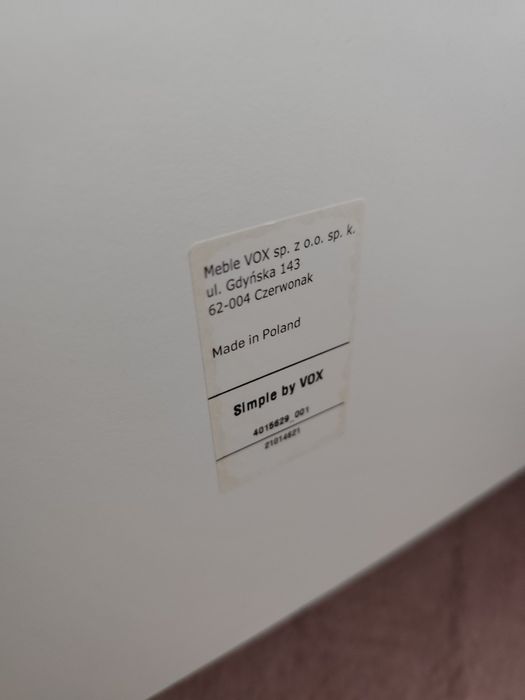 Meble VOX sp. z o.o. sp. k.
ul. Gdyńska 143
62-004 Czerwonak
Made in Poland
Simple by VOX
4015629_001
21014621